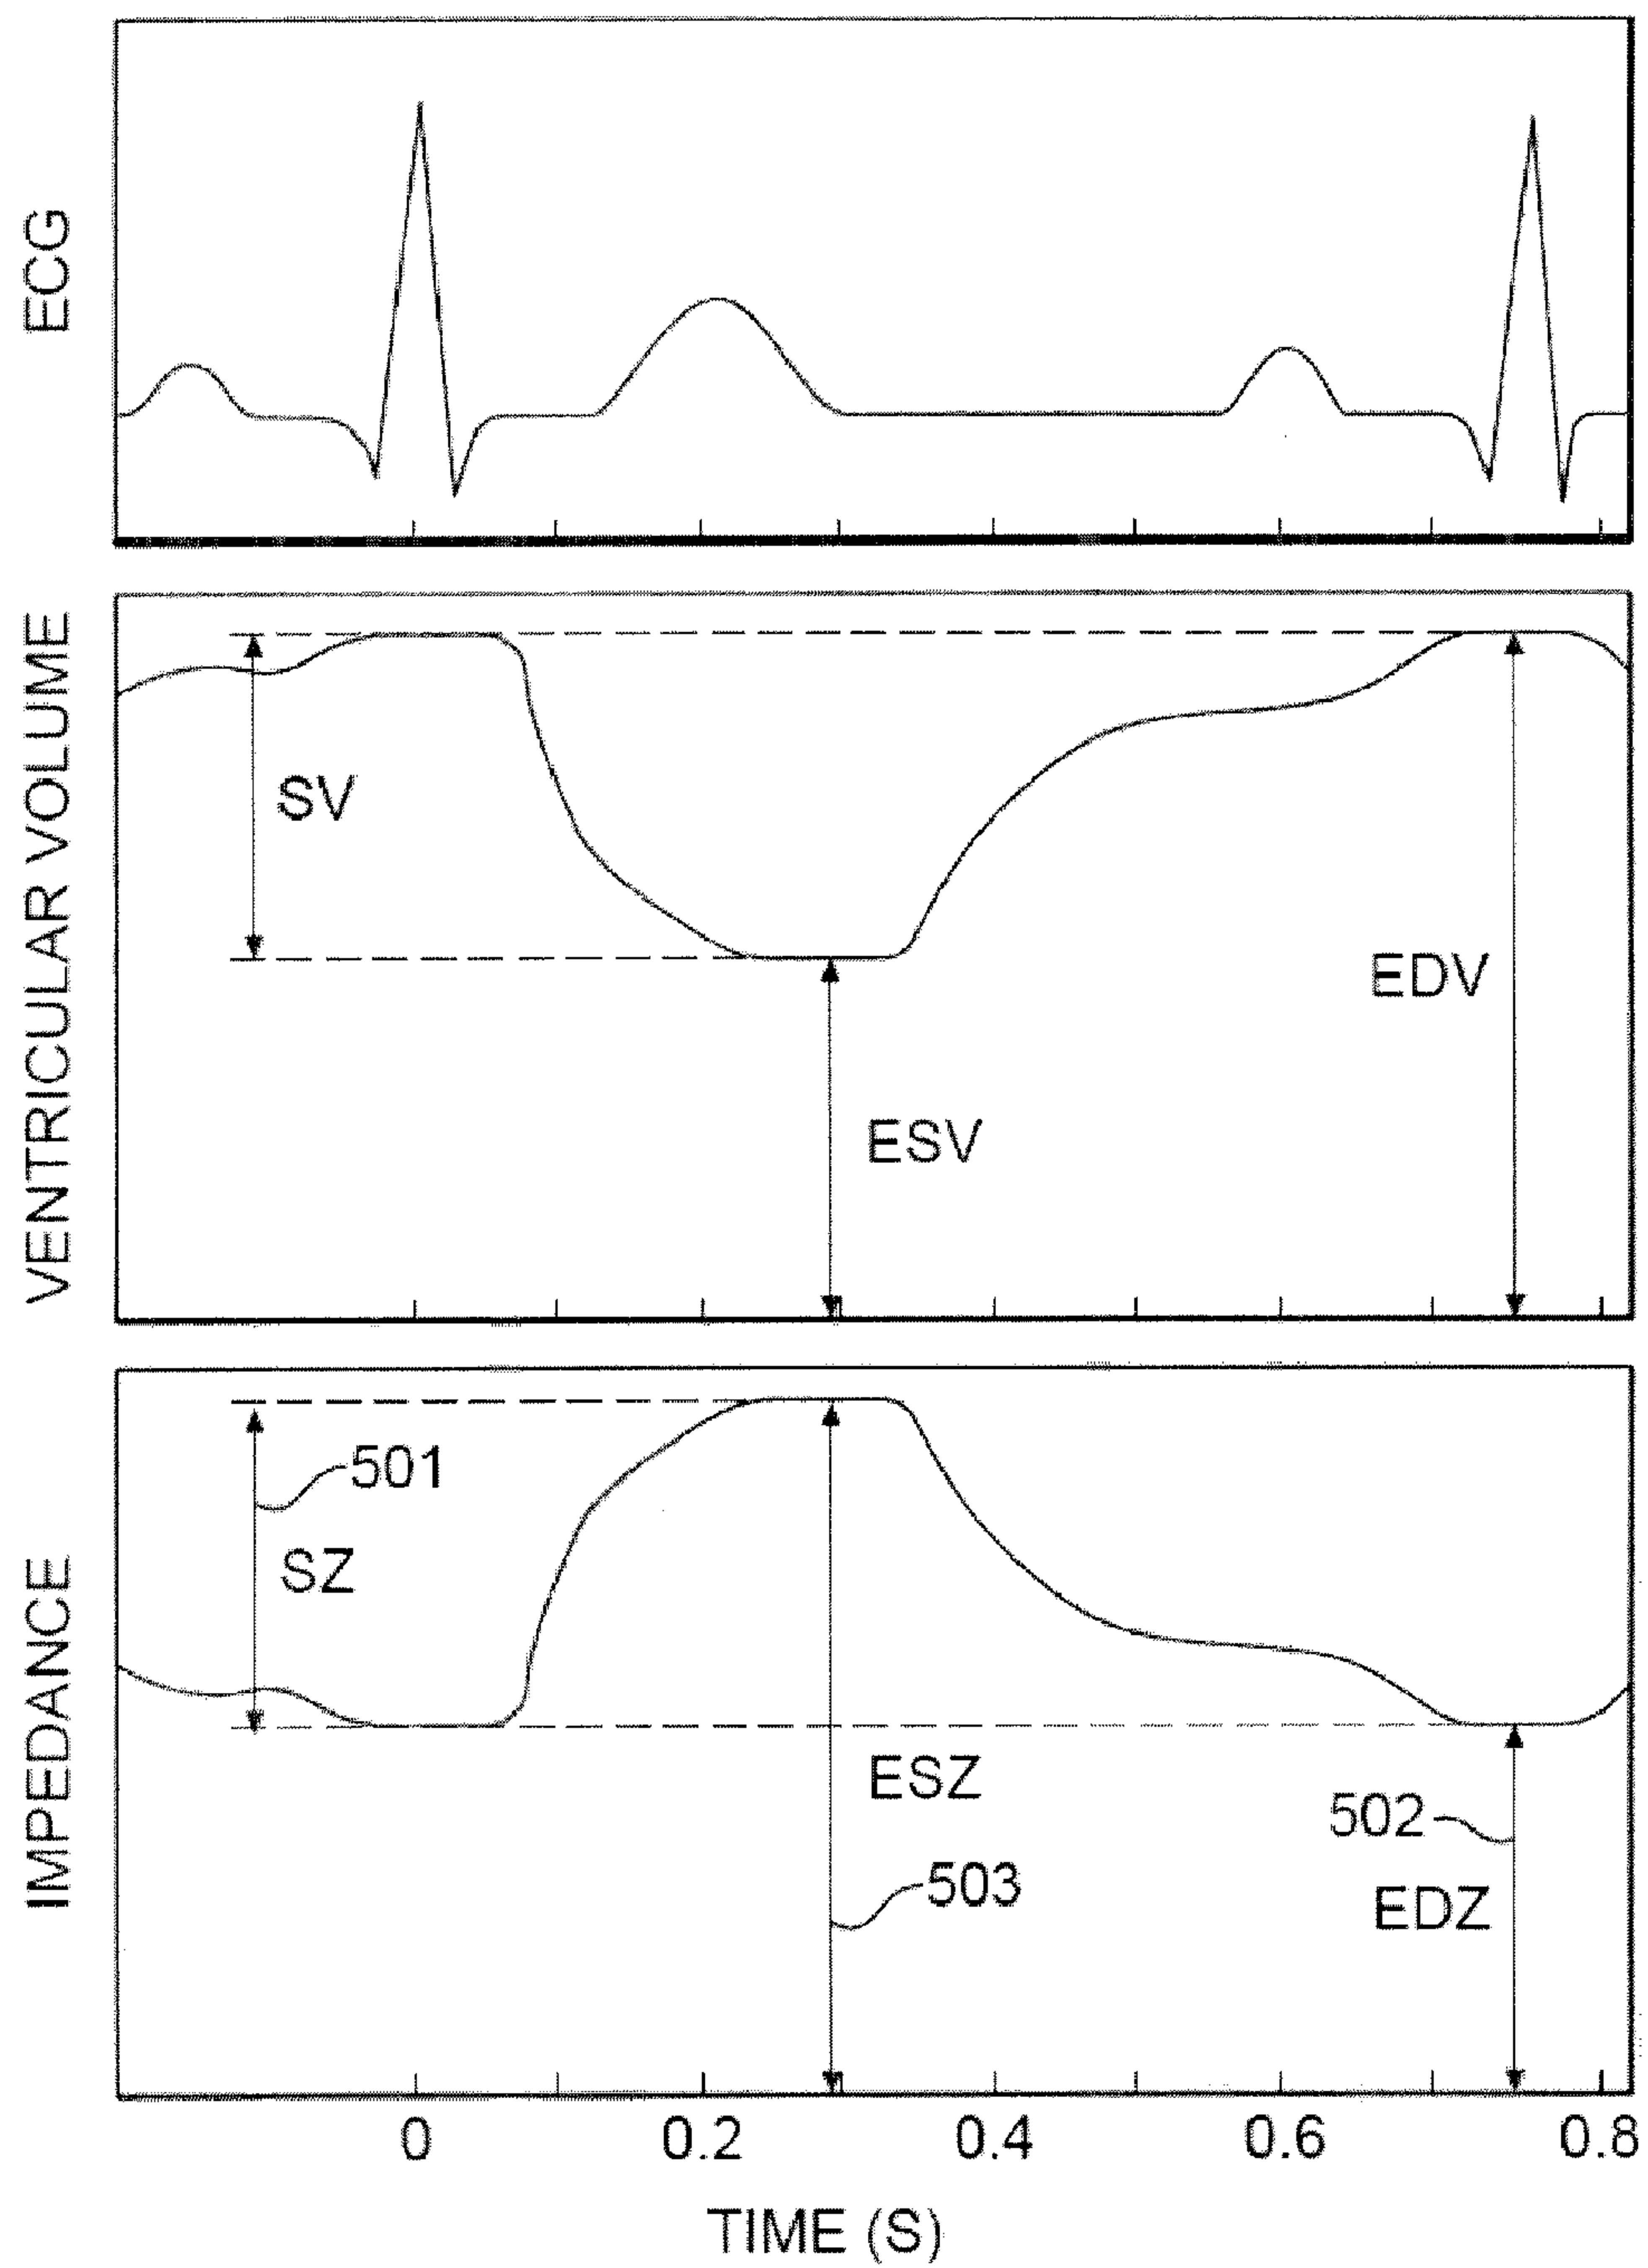 ECG
VENTRICULAR VOLUME
SV
ESV
EDV
IMPEDANCE
501
SZ
ESZ
503
502
EDZ
0 0.2 0.4 0.6 0.8
TIME (S)